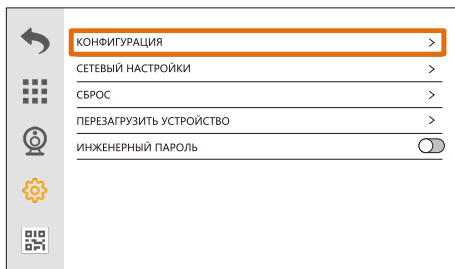 КОНФИГУРАЦИЯ
СЕТЕВЫЙ НАСТРОЙКИ
СБРОС
ПЕРЕЗАГРУЗИТЬ УСТРОЙСТВО
ИНЖЕНЕРНЫЙ ПАРОЛЬ